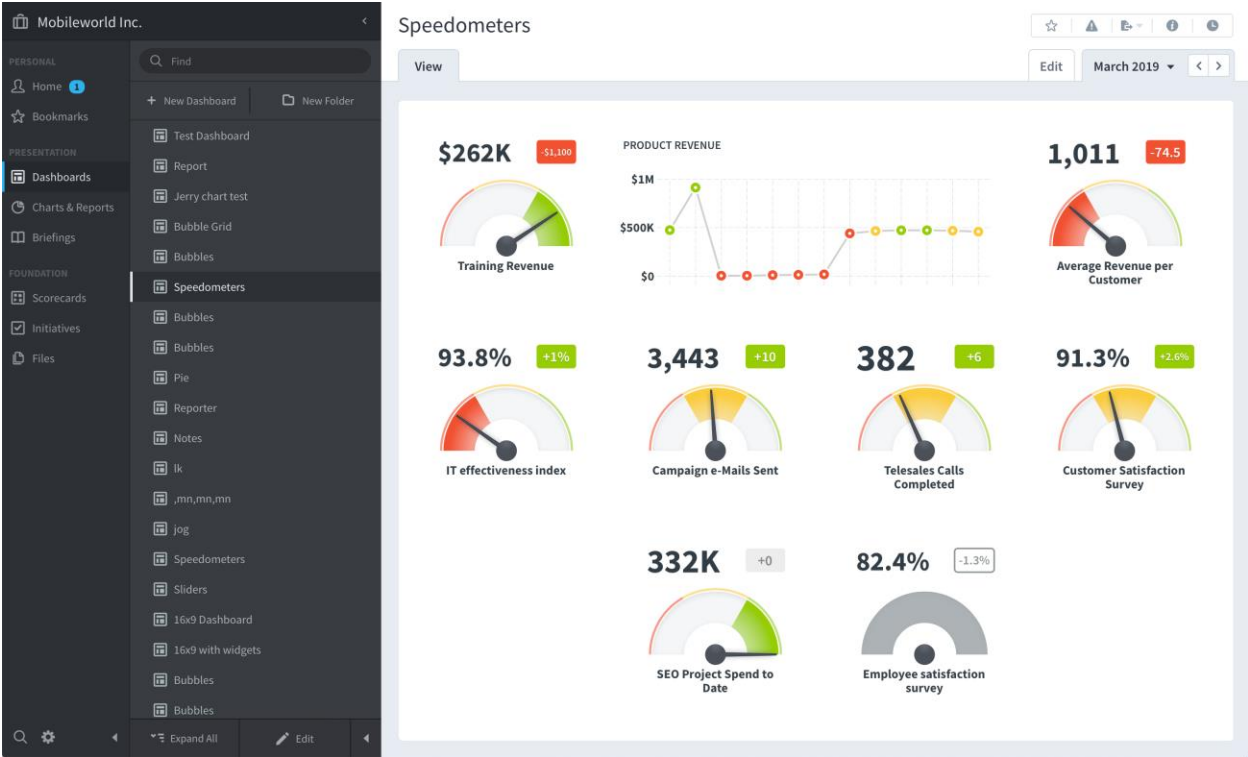 Mobileworld Inc.
PERSONAL
Home 1
Bookmarks
PRESENTATION
Dashboards
Charts & Reports
Briefings
FOUNDATION
Scorecards
Initiatives
Files
Find
New Dashboard
New Folder
Test Dashboard
Report
Jerry chart test
Bubble Grid
Bubbles
Speedometers
Bubbles
Bubbles
Pie
Reporter
Notes
lk
,mn,mn,mn
jog
Speedometers
Sliders
16x9 Dashboard
16x9 with widgets
Bubbles
Bubbles
Expand All
Edit
Speedometers
View
Edit
March 2019
$262K
-$1,100
Training Revenue
PRODUCT REVENUE
$1M
$500K
$0
1,011
-74.5
Average Revenue per
Customer
93.8%
+1%
IT effectiveness index
3,443
+10
Campaign e-Mails Sent
382
+6
Telesales Calls
Completed
91.3%
+2.6%
Customer Satisfaction
Survey
332K
+0
SEO Project Spend to
Date
82.4%
-1.3%
Employee satisfaction
survey